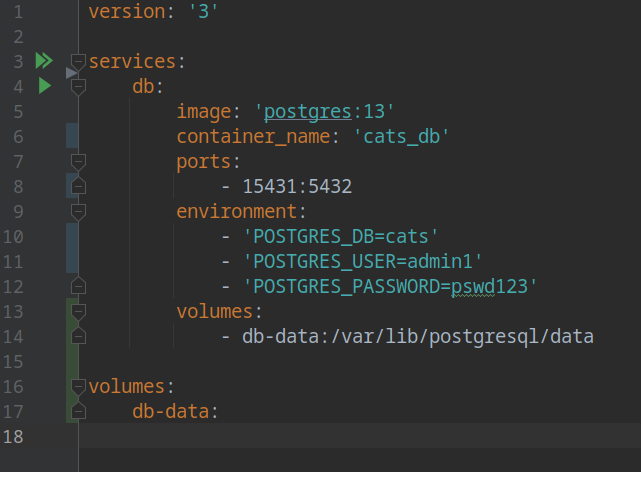 1 version: '3'
2
3 services:
4     db:
5         image: 'postgres:13'
6         container_name: 'cats_db'
7         ports:
8             - 15431:5432
9         environment:
10             - 'POSTGRES_DB=cats'
11             - 'POSTGRES_USER=admin1'
12             - 'POSTGRES_PASSWORD=pswd123'
13         volumes:
14             - db-data:/var/lib/postgresql/data
15
16 volumes:
17     db-data:
18